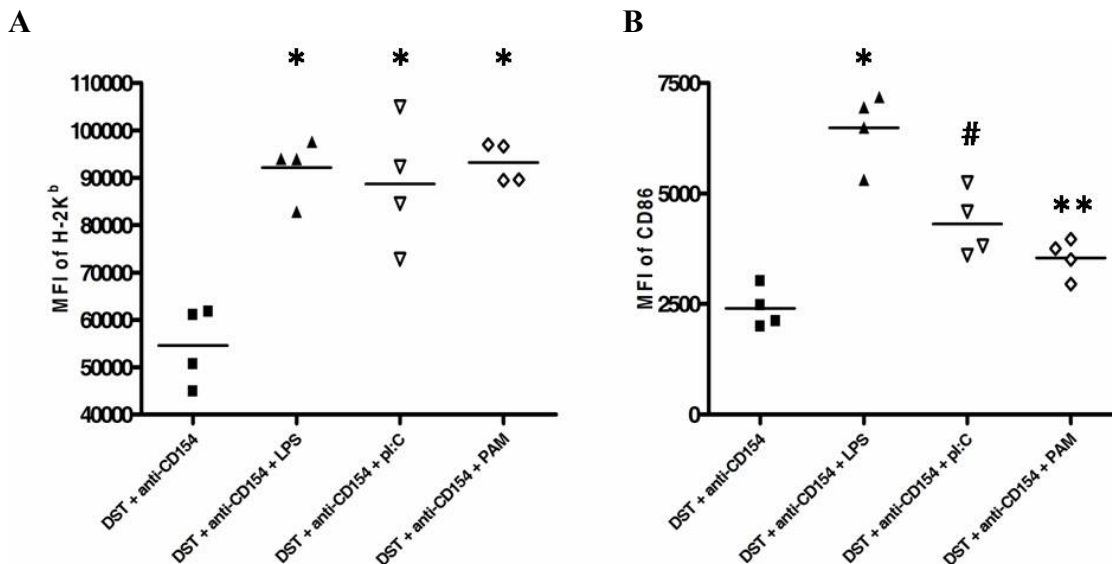 A
B
*
*
*
*
#
**
MFI of H-2Kᵇ
110000
100000
90000
80000
70000
60000
50000
40000
DST + anti-CD154
DST + anti-CD154 + LPS
DST + anti-CD154 + pI:C
DST + anti-CD154 + PAM
MFI of CD86
7500
5000
2500
0
DST + anti-CD154
DST + anti-CD154 + LPS
DST + anti-CD154 + pI:C
DST + anti-CD154 + PAM